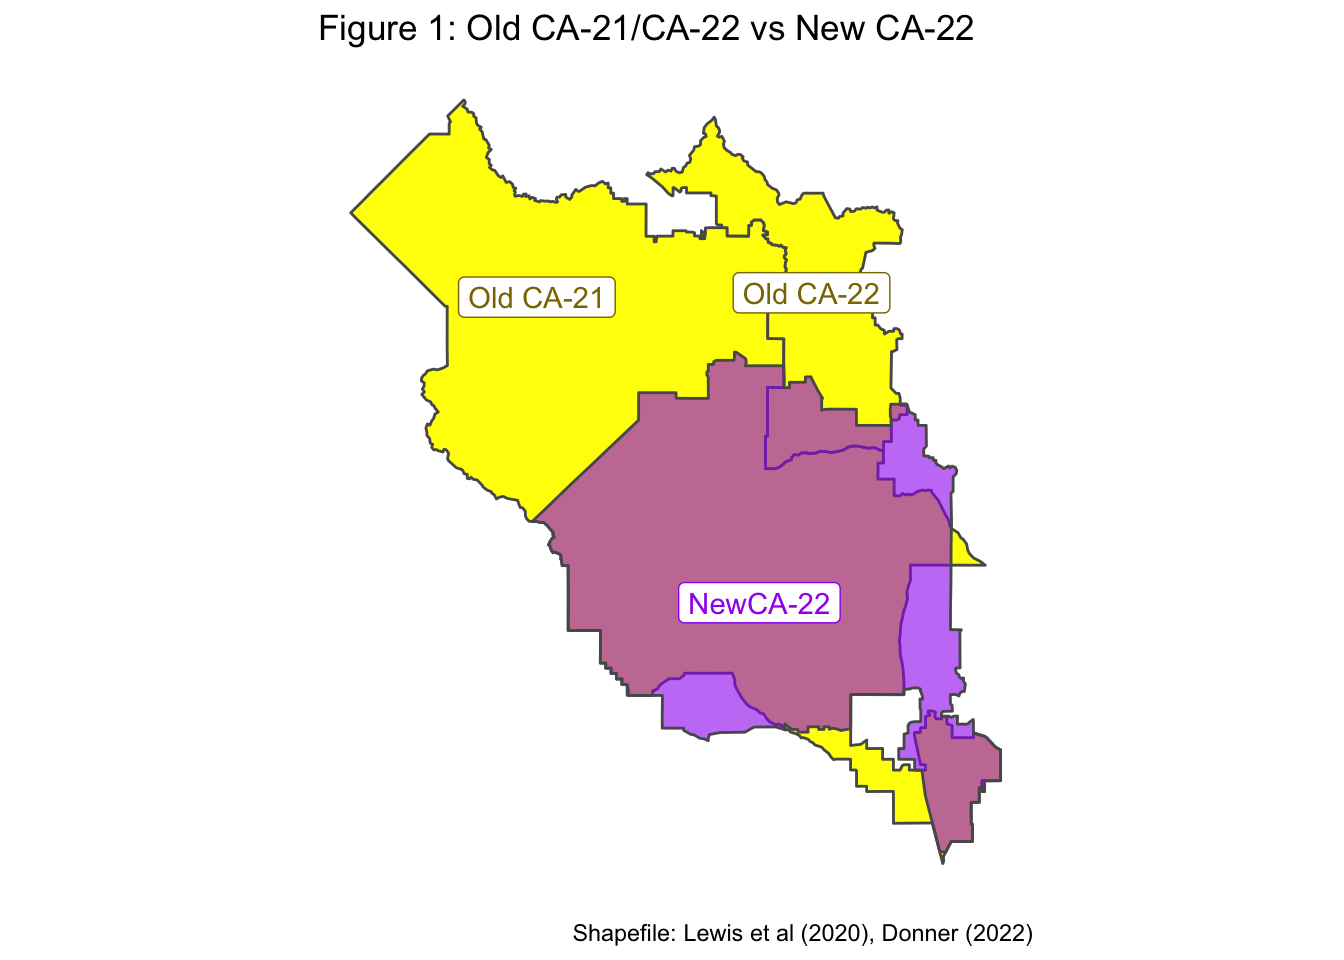 Figure 1: Old CA-21/CA-22 vs New CA-22
Old CA-21
Old CA-22
NewCA-22
Shapefile: Lewis et al (2020), Donner (2022)